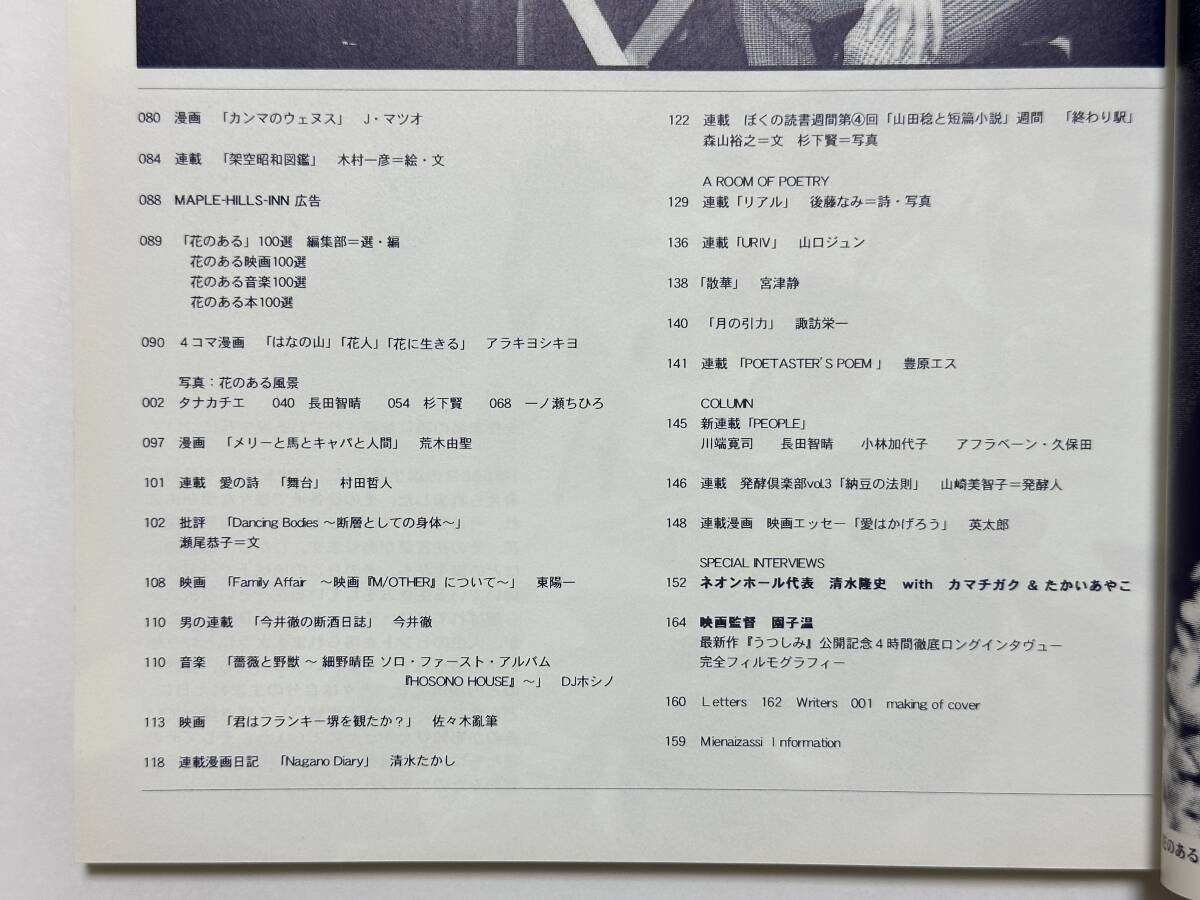 080 漫画 「カンマのウェヌス」 J・マツオ
084 連載 「架空昭和図鑑」 木村一彦＝絵・文
088 MAPLE-HILLS-INN 広告
089 「花のある」100選 編集部＝選・編
花のある映画100選
花のある音楽100選
花のある本100選
090 4コマ漫画 「はなの山」「花人」「花に生きる」 アラキヨシキヨ
写真：花のある風景
002 タナカチエ 040 長田智晴 054 杉下賢 068 一ノ瀬ちひろ
097 漫画 「メリーと馬とキャパと人間」 荒木由聖
101 連載 愛の詩 「舞台」 村田哲人
102 批評 「Dancing Bodies ～断層としての身体～」
瀬尾恭子＝文
108 映画 「Family Affair ～映画『M/OTHER』について～」 東陽一
110 男の連載 「今井徹の断酒日誌」 今井徹
110 音楽 「薔薇と野獣 ～ 細野晴臣 ソロ・ファースト・アルバム
『HOSONO HOUSE』～」 DJホシノ
113 映画 「君はフランキー堺を観たか？」 佐々木亂筆
118 連載漫画日記 「Nagano Diary」 清水たかし
122 連載 ぼくの読書週間第④回「山田稔と短篇小説」週間 「終わり駅」
森山裕之＝文 杉下賢＝写真
A ROOM OF POETRY
129 連載「リアル」 後藤なみ＝詩・写真
136 連載「URIV」 山口ジュン
138 「散華」 宮津静
140 「月の引力」 諏訪栄一
141 連載 「POETASTER'S POEM」 豊原エス
COLUMN
145 新連載「PEOPLE」
川端寛司 長田智晴 小林加代子 アフラベーン・久保田
146 連載 発酵倶楽部vol.3「納豆の法則」 山崎美智子＝発酵人
148 連載漫画 映画エッセー「愛はかげろう」 英太郎
SPECIAL INTERVIEWS
152 ネオンホール代表 清水隆史 with カマチガク & たかいあやこ
164 映画監督 園子温
最新作『うつしみ』公開記念4時間徹底ロングインタヴュー
完全フィルモグラフィー
160 Letters 162 Writers 001 making of cover
159 Mienaizassi Information
花のある